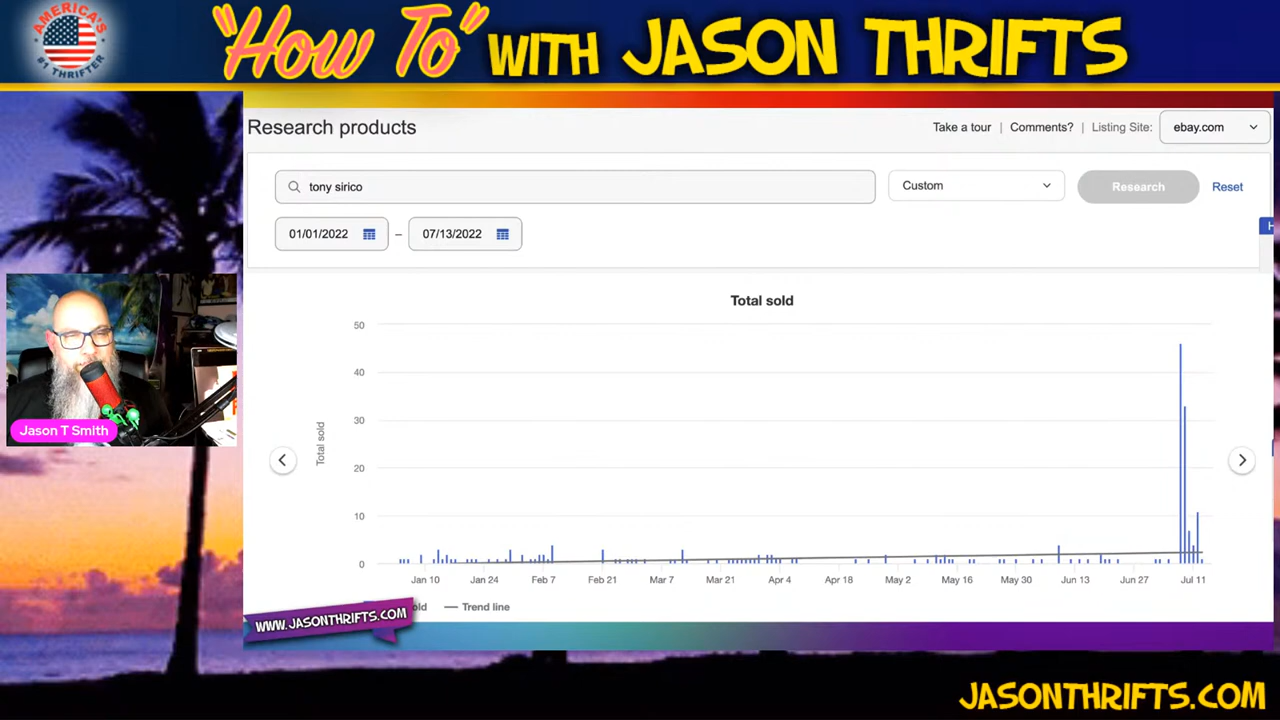 AMERICA'S
#1 THRIFTER
"How To" WITH JASON THRIFTS
Research products
Take a tour | Comments? | Listing Site: ebay.com
tony sirico
Custom
Research
Reset
01/01/2022 – 07/13/2022
H
Total sold
50
40
30
20
10
0
Total sold
Jan 10 Jan 24 Feb 7 Feb 21 Mar 7 Mar 21 Apr 4 Apr 18 May 2 May 16 May 30 Jun 13 Jun 27 Jul 11
old — Trend line
Jason T Smith
WWW.JASONTHRIFTS.COM
JASONTHRIFTS.COM